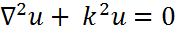 ∇²u + k²u = 0